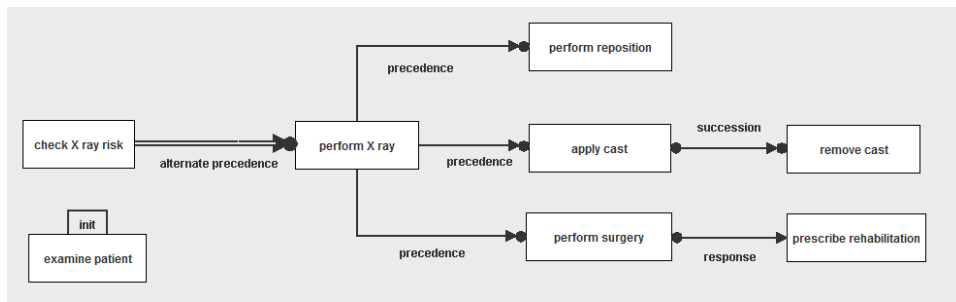 perform reposition
precedence
succession
check X ray risk
perform X ray
apply cast
remove cast
alternate precedence
precedence
init
perform surgery
prescribe rehabilitation
examine patient
precedence
response